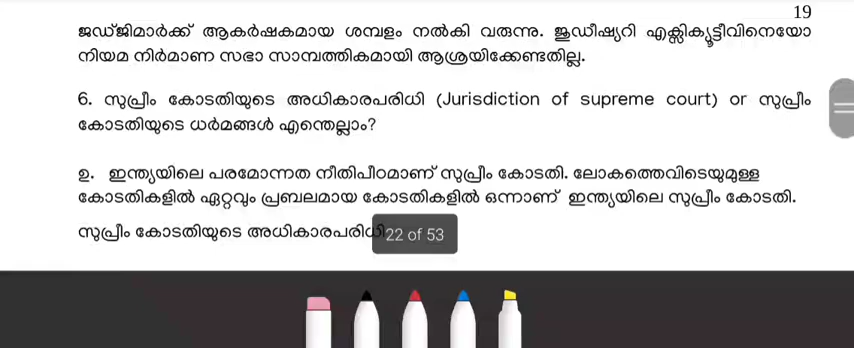 19
ജഡ്ജിമാർക്ക് ആകർഷകമായ ശമ്പളം നൽകി വരുന്നു. ജുഡീഷ്യറി എക്സിക്യൂട്ടീവിനെയോ
നിയമ നിർമാണ സഭാ സാമ്പത്തികമായി ആശ്രയിക്കേണ്ടതില്ല.
6. സുപ്രീം കോടതിയുടെ അധികാരപരിധി (Jurisdiction of supreme court) or സുപ്രീം
കോടതിയുടെ ധർമങ്ങൾ എന്തെല്ലാം?
ഉ. ഇന്ത്യയിലെ പരമോന്നത നീതിപീഠമാണ് സുപ്രീം കോടതി. ലോകത്തെവിടെയുമുള്ള
കോടതികളിൽ ഏറ്റവും പ്രബലമായ കോടതികളിൽ ഒന്നാണ് ഇന്ത്യയിലെ സുപ്രീം കോടതി.
സുപ്രീം കോടതിയുടെ അധികാരപരിധി
22 of 53